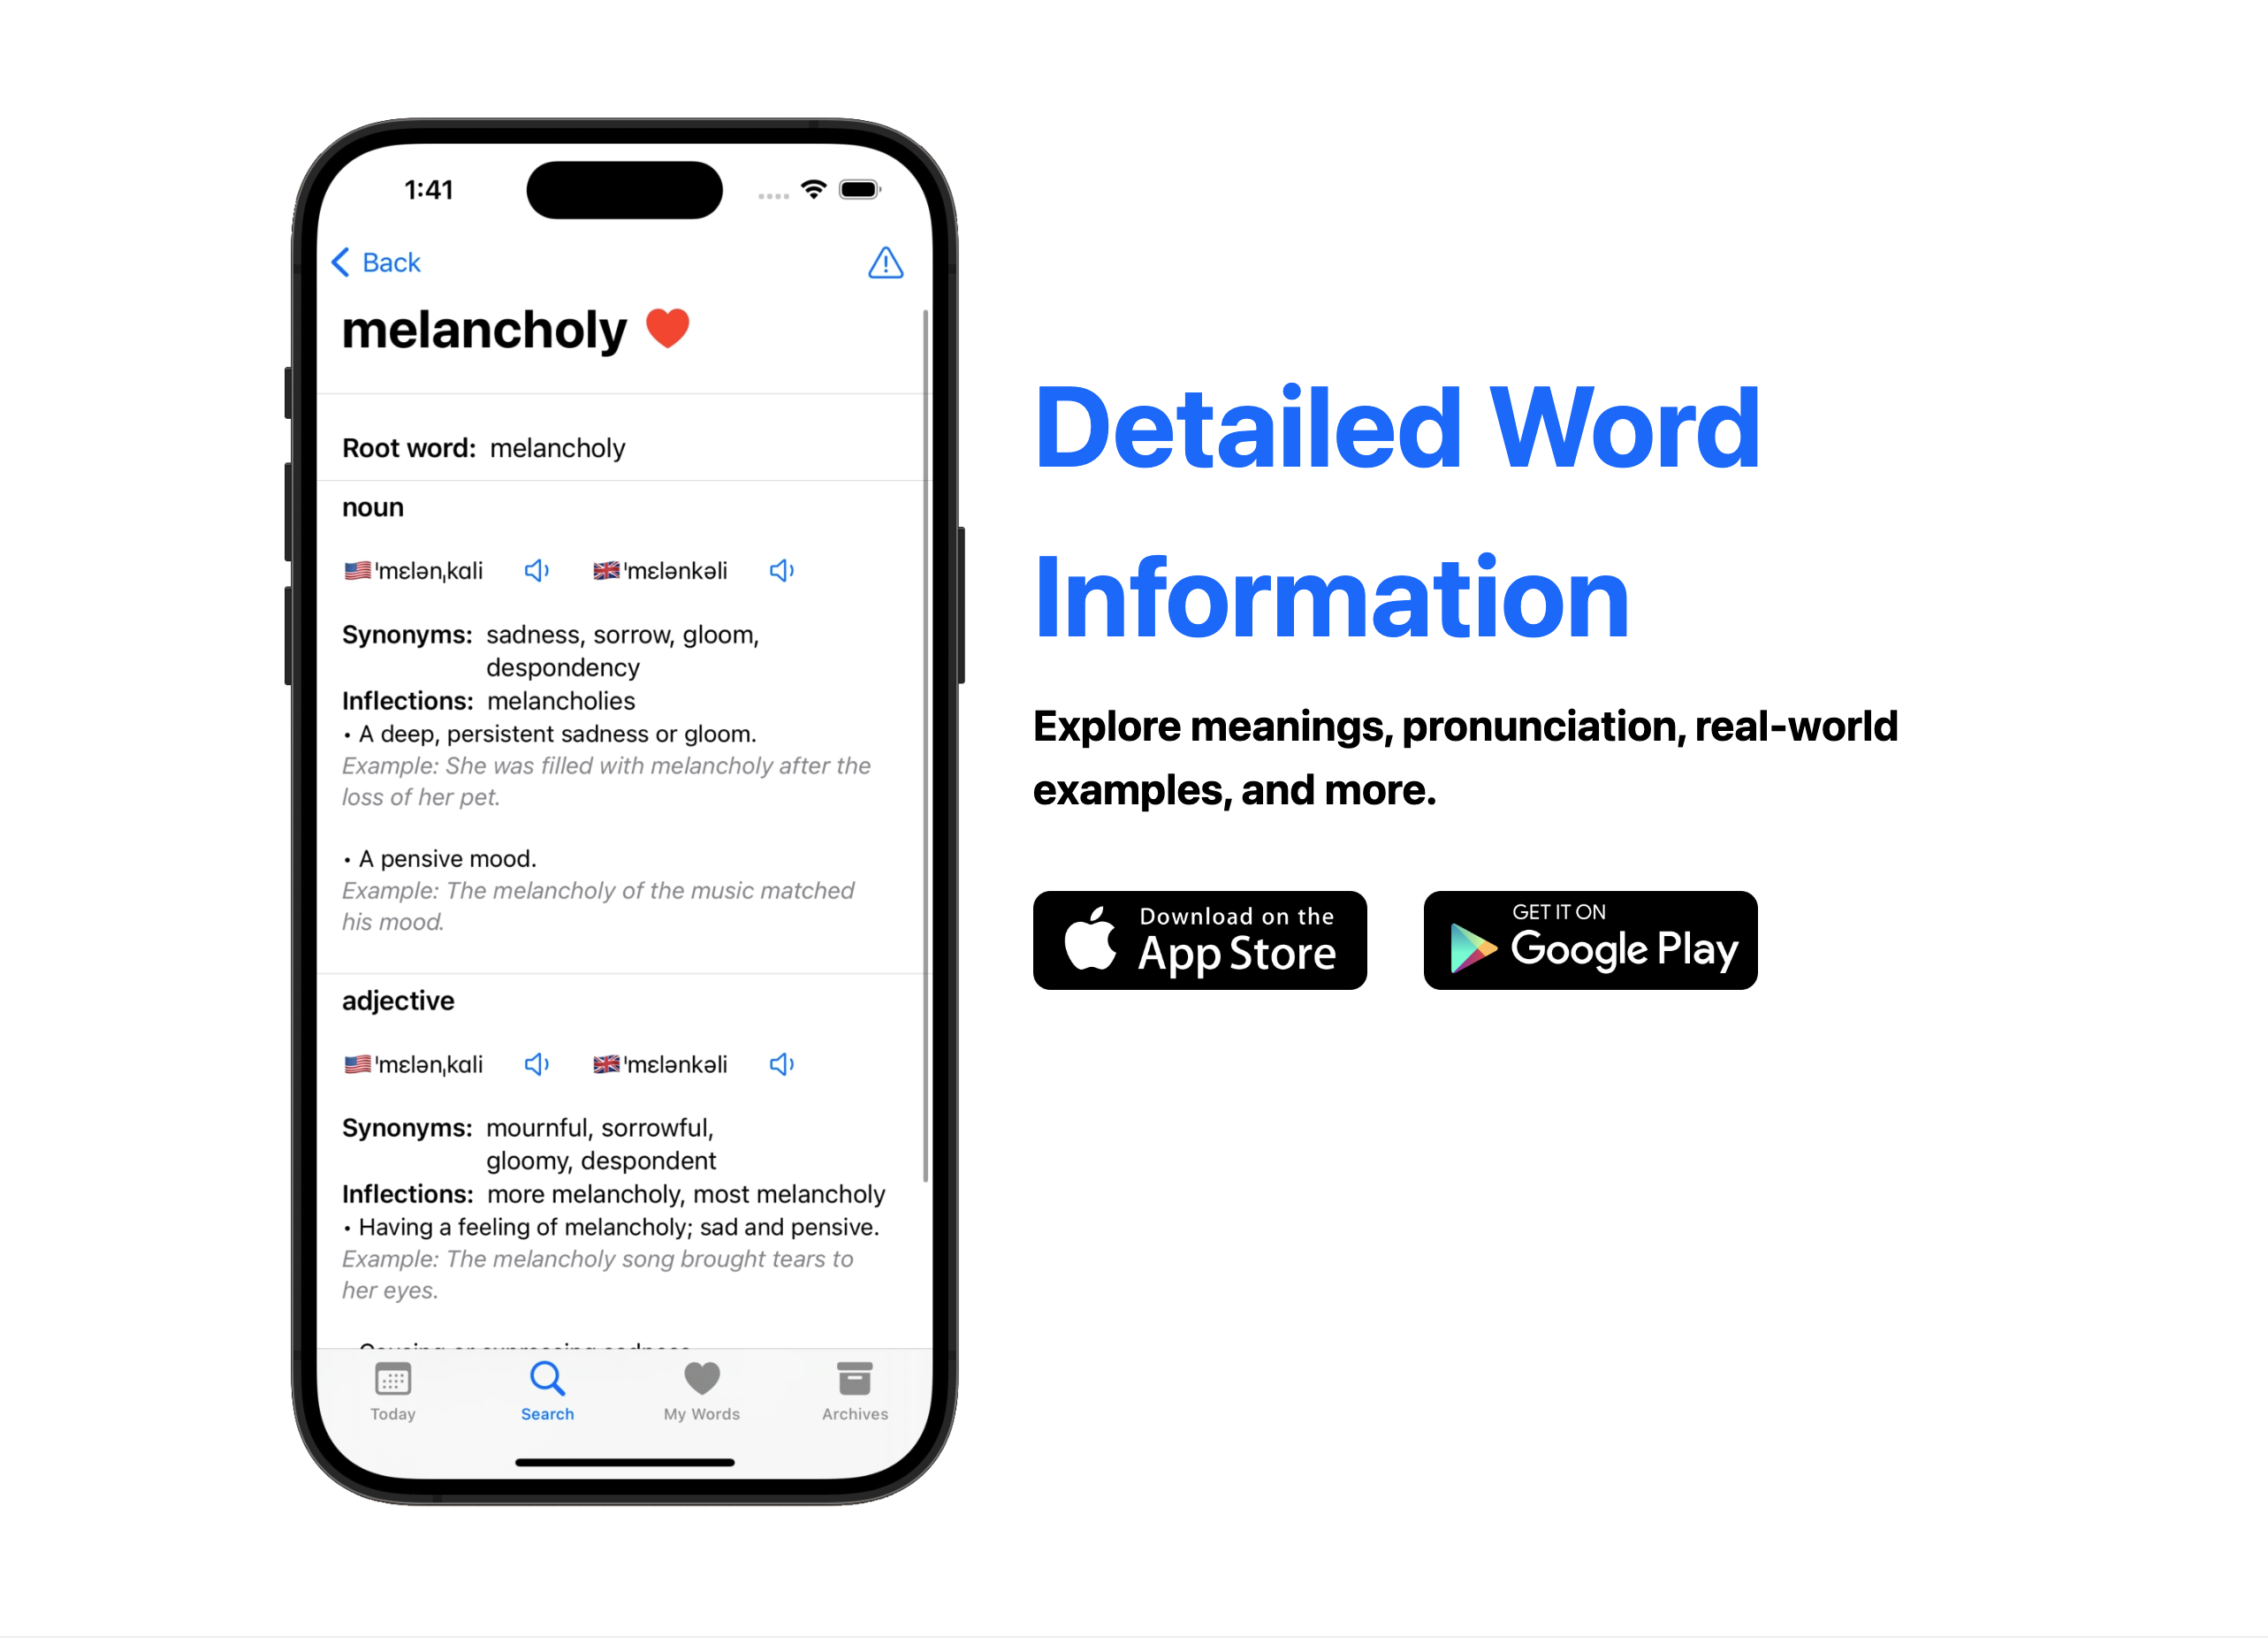 1:41
Back
melancholy
Root word: melancholy
noun
ˈmɛlənˌkɑli ˈmɛlənkəli
Synonyms: sadness, sorrow, gloom,
despondency
Inflections: melancholies
• A deep, persistent sadness or gloom.
Example: She was filled with melancholy after the
loss of her pet.
• A pensive mood.
Example: The melancholy of the music matched
his mood.
adjective
ˈmɛlənˌkɑli ˈmɛlənkəli
Synonyms: mournful, sorrowful,
gloomy, despondent
Inflections: more melancholy, most melancholy
• Having a feeling of melancholy; sad and pensive.
Example: The melancholy song brought tears to
her eyes.
Today Search My Words Archives
Detailed Word
Information
Explore meanings, pronunciation, real-world
examples, and more.
Download on the
App Store
GET IT ON
Google Play